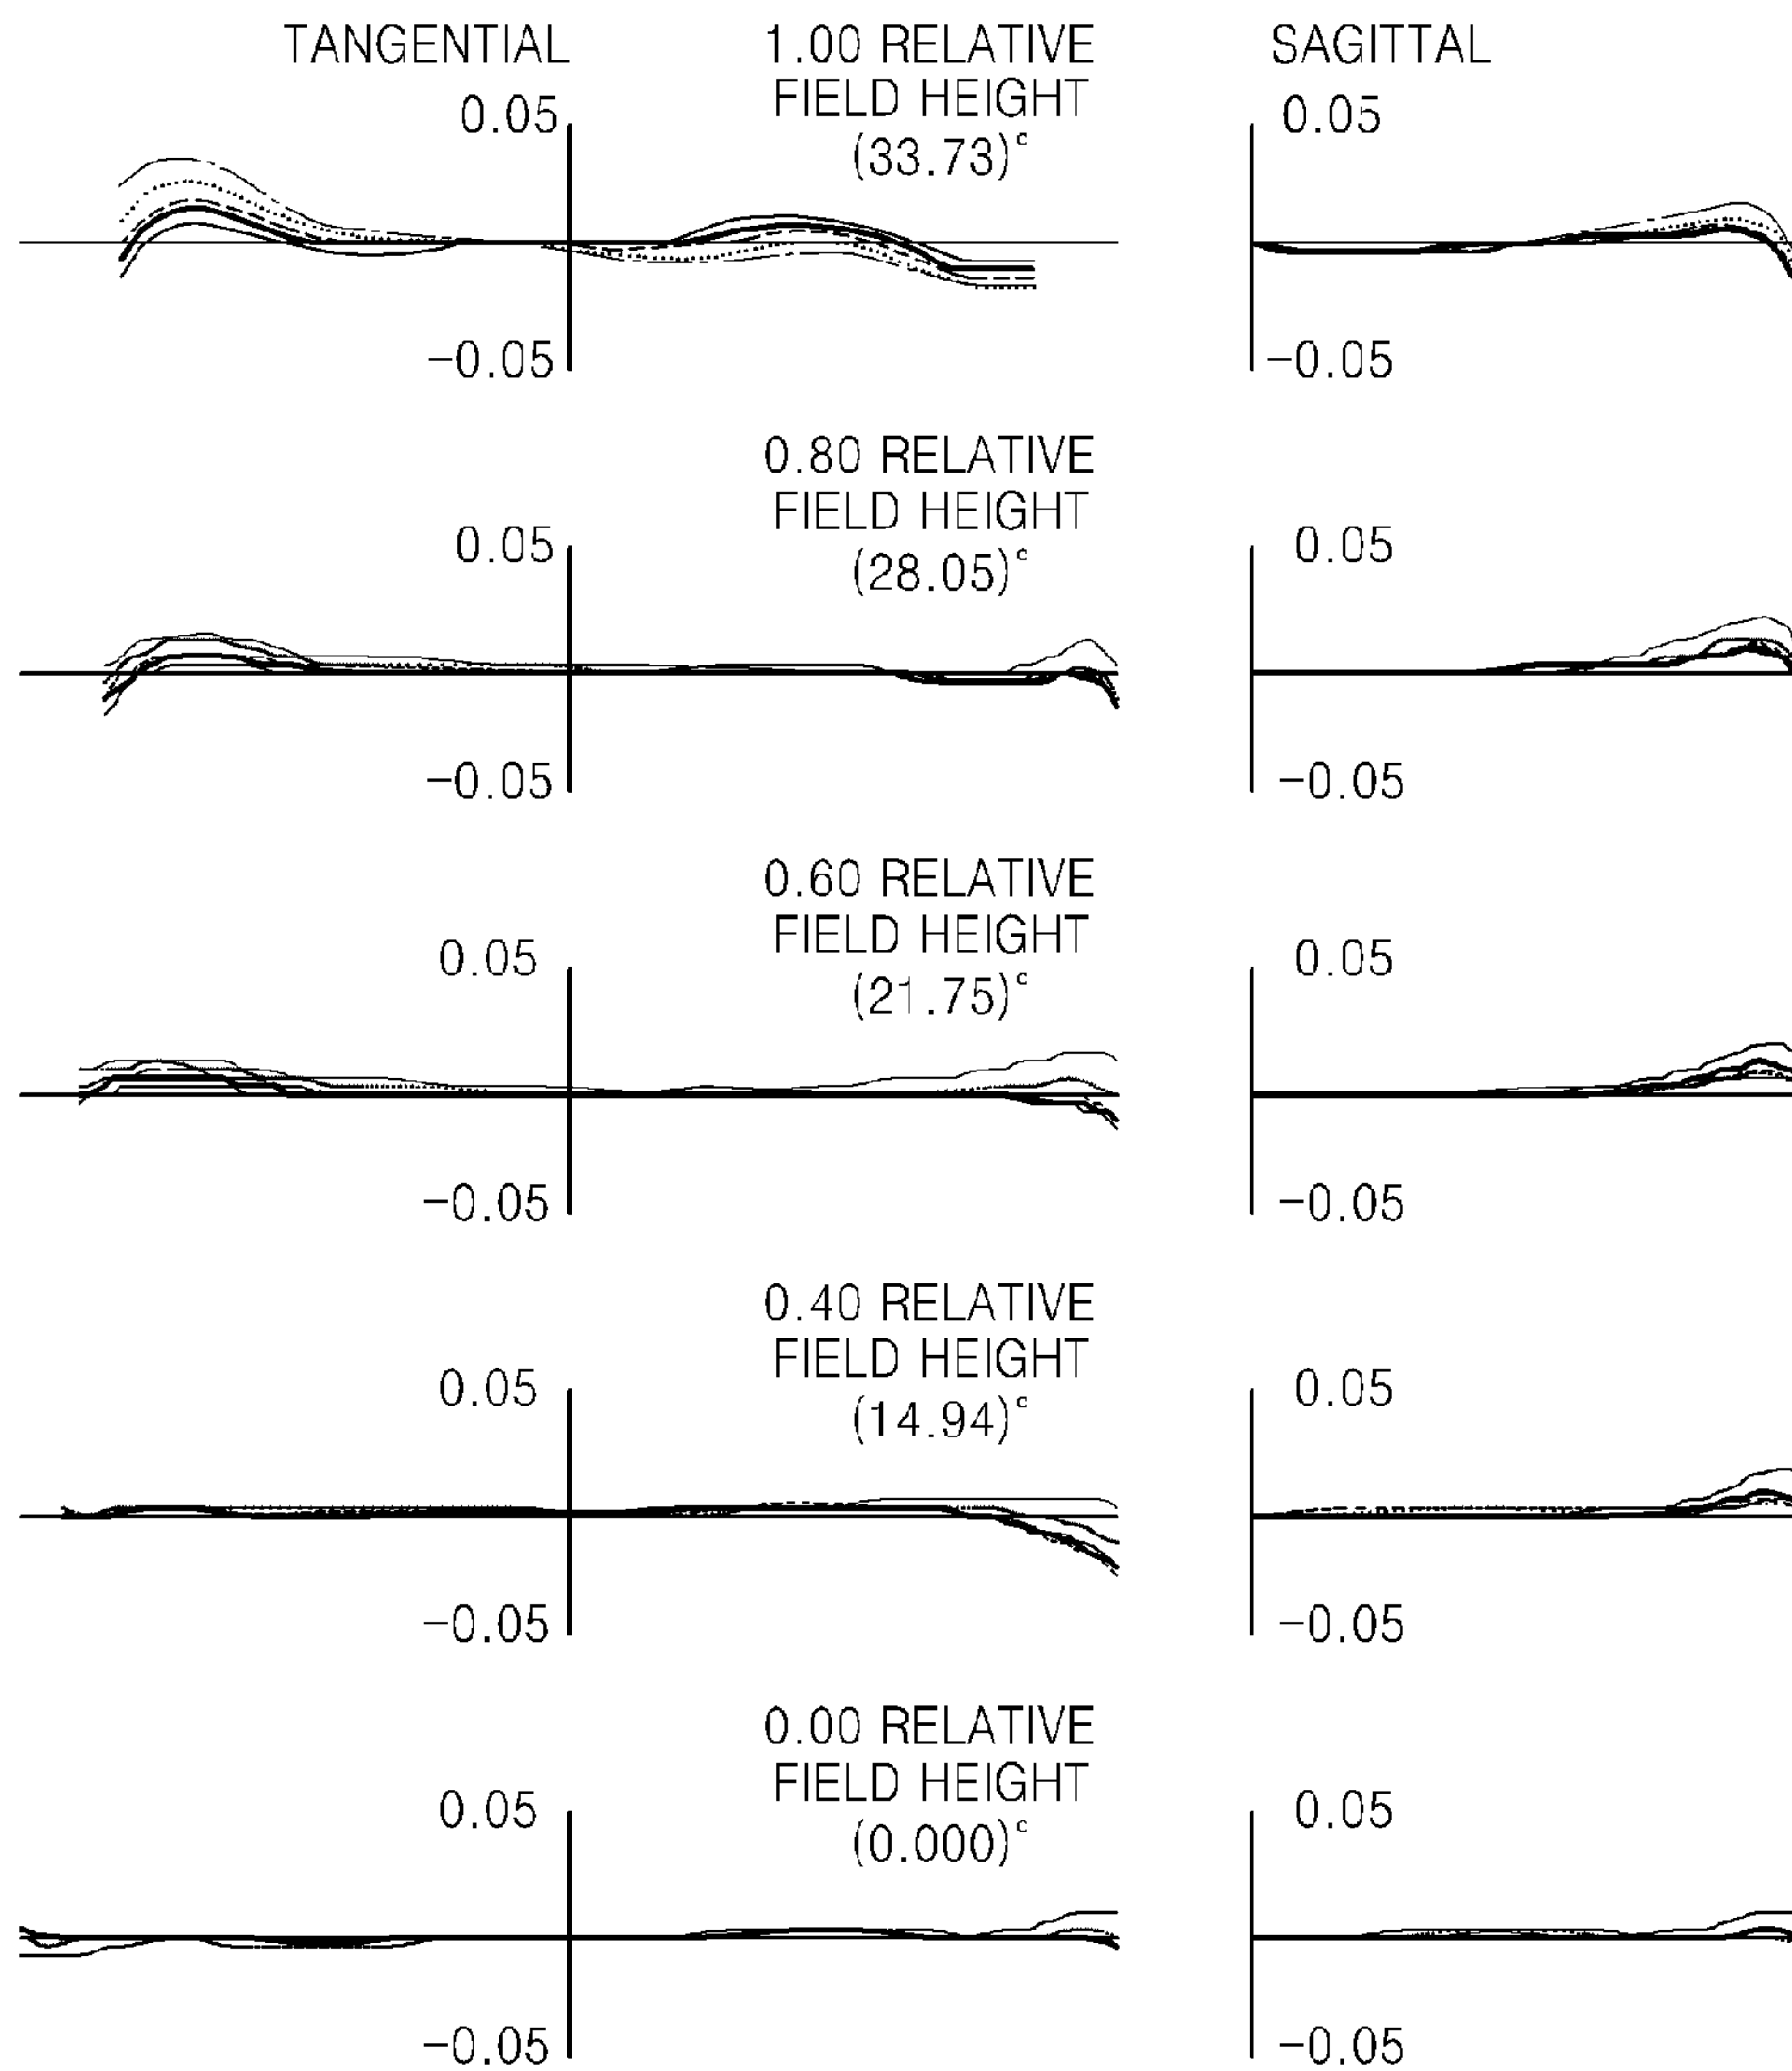 TANGENTIAL
1.00 RELATIVE
FIELD HEIGHT
(33.73)°
SAGITTAL
0.05
0.05
-0.05
-0.05
0.80 RELATIVE
FIELD HEIGHT
(28.05)°
0.05
0.05
-0.05
-0.05
0.60 RELATIVE
FIELD HEIGHT
(21.75)°
0.05
0.05
-0.05
-0.05
0.40 RELATIVE
FIELD HEIGHT
(14.94)°
0.05
0.05
-0.05
-0.05
0.00 RELATIVE
FIELD HEIGHT
(0.000)°
0.05
0.05
-0.05
-0.05